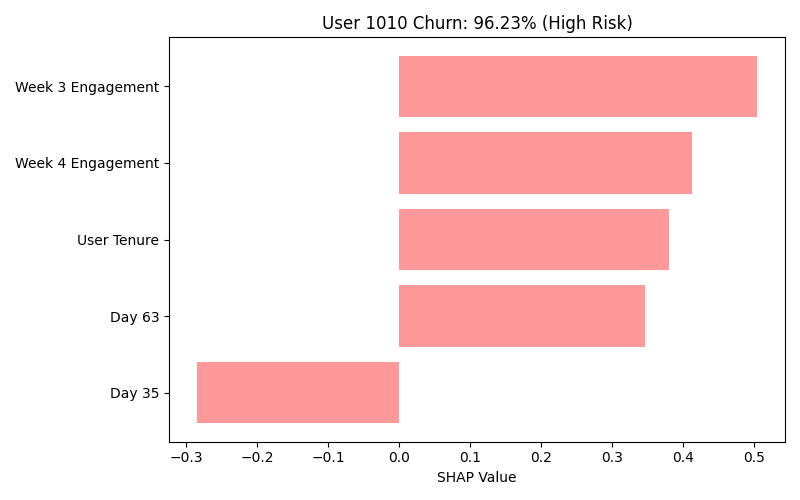 User 1010 Churn: 96.23% (High Risk)
Week 3 Engagement
Week 4 Engagement
User Tenure
Day 63
Day 35
−0.3 −0.2 −0.1 0.0 0.1 0.2 0.3 0.4 0.5
SHAP Value